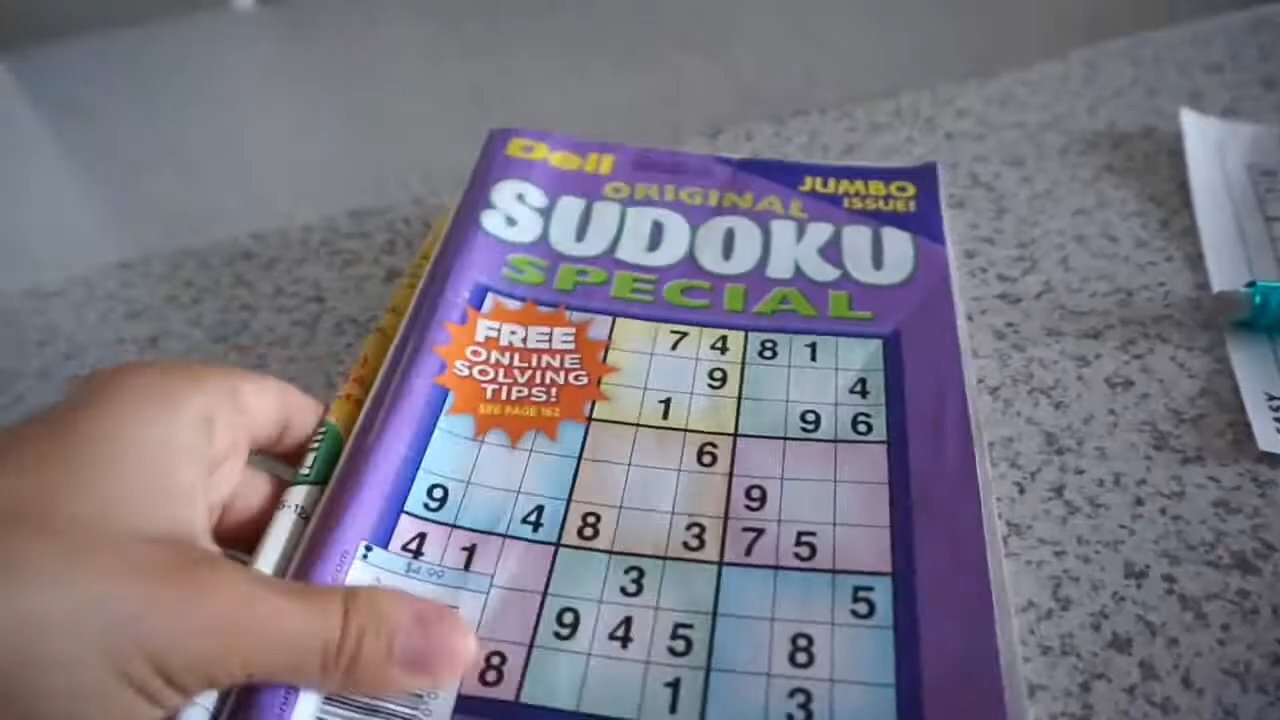 Dell
JUMBO
ISSUE!
ORIGINAL
SUDOKU
SPECIAL
FREE
ONLINE
SOLVING
TIPS!
SEE PAGE 162
7 4 8 1
9 4
1 9 6
6
9 9
4 8 3 7 5
4 1
3 5
9 4 5 8
8 1 3
$4.99